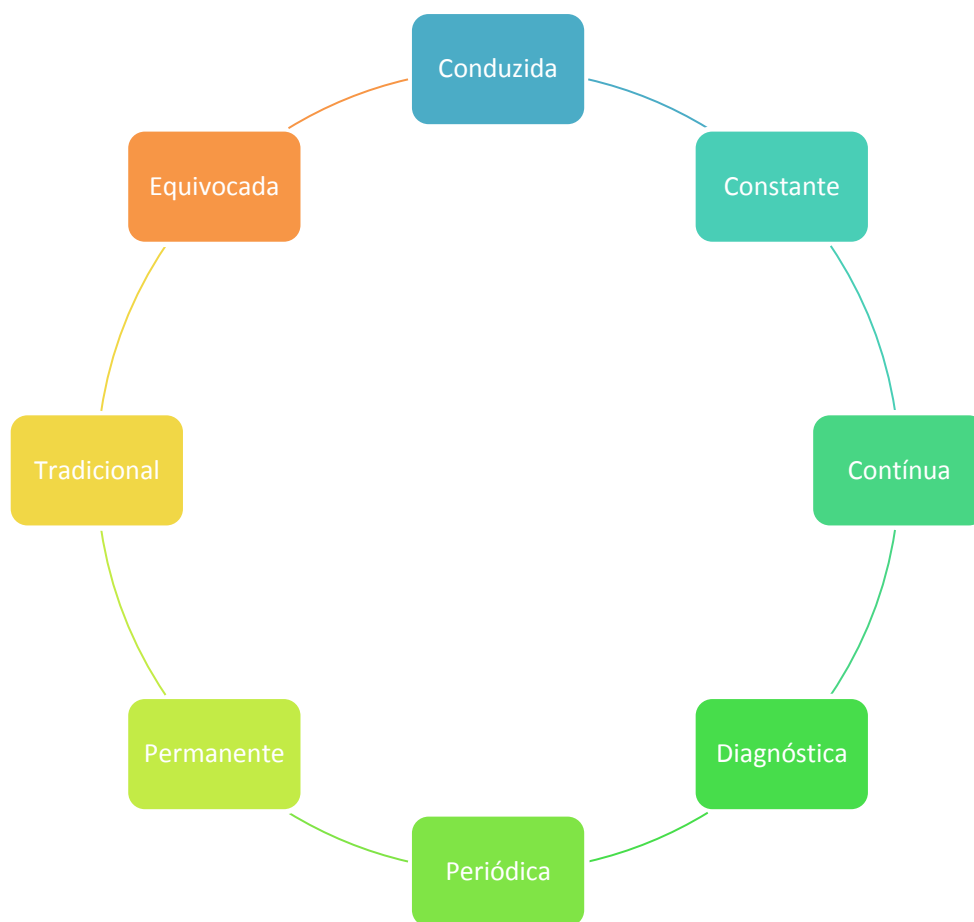 Conduzida
Constante
Contínua
Diagnóstica
Periódica
Permanente
Tradicional
Equivocada